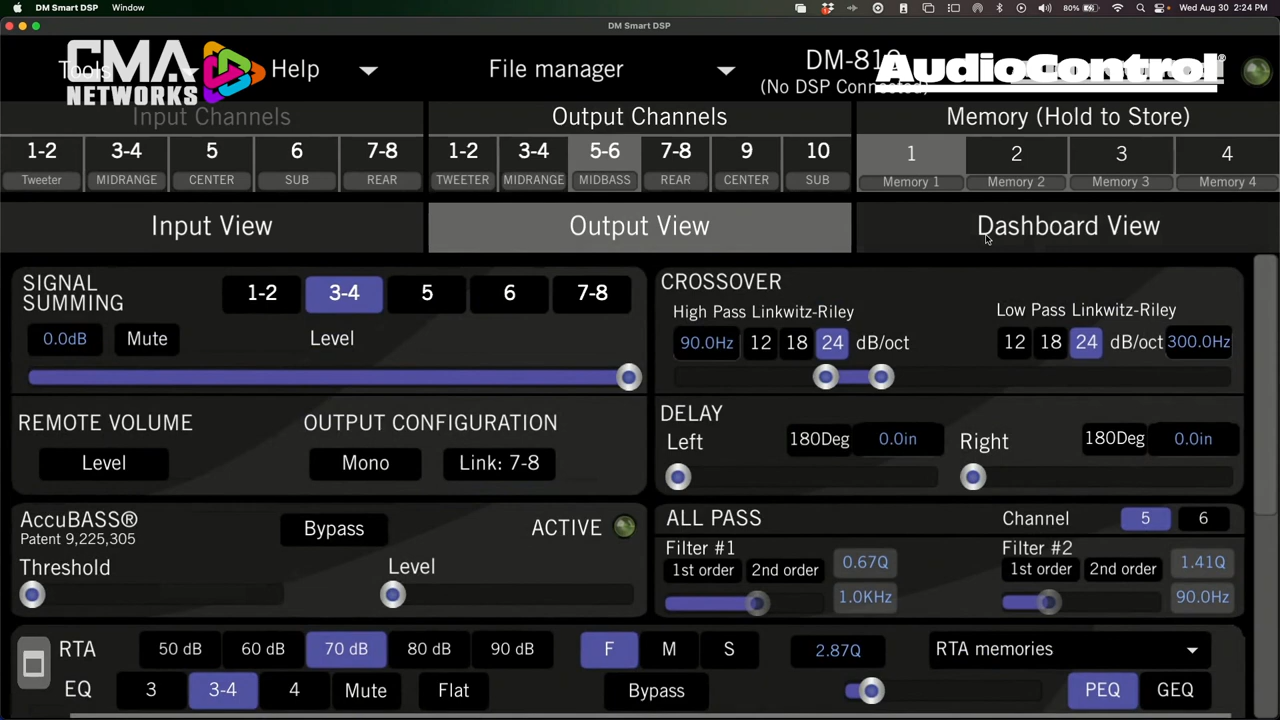 DM Smart DSP Window 80% Wed Aug 30 2:24 PM
DM Smart DSP
CMA NETWORKS
Tools Help File manager DM-810 AudioControl®
(No DSP Connected)
Input Channels Output Channels Memory (Hold to Store)
1-2 3-4 5 6 7-8 1-2 3-4 5-6 7-8 9 10 1 2 3 4
Tweeter MIDRANGE CENTER SUB REAR TWEETER MIDRANGE MIDBASS REAR CENTER SUB Memory 1 Memory 2 Memory 3 Memory 4
Input View Output View Dashboard View
SIGNAL SUMMING 1-2 3-4 5 6 7-8
0.0dB Mute Level
CROSSOVER
High Pass Linkwitz-Riley Low Pass Linkwitz-Riley
90.0Hz 12 18 24 dB/oct 12 18 24 dB/oct 300.0Hz
REMOTE VOLUME OUTPUT CONFIGURATION
Level Mono Link: 7-8
DELAY
Left 180Deg 0.0in Right 180Deg 0.0in
AccuBASS® Bypass ACTIVE
Patent 9,225,305
Threshold Level
ALL PASS Channel 5 6
Filter #1 0.67Q Filter #2 1.41Q
1st order 2nd order 1st order 2nd order
1.0KHz 90.0Hz
RTA 50 dB 60 dB 70 dB 80 dB 90 dB F M S 2.87Q RTA memories
EQ 3 3-4 4 Mute Flat Bypass PEQ GEQ